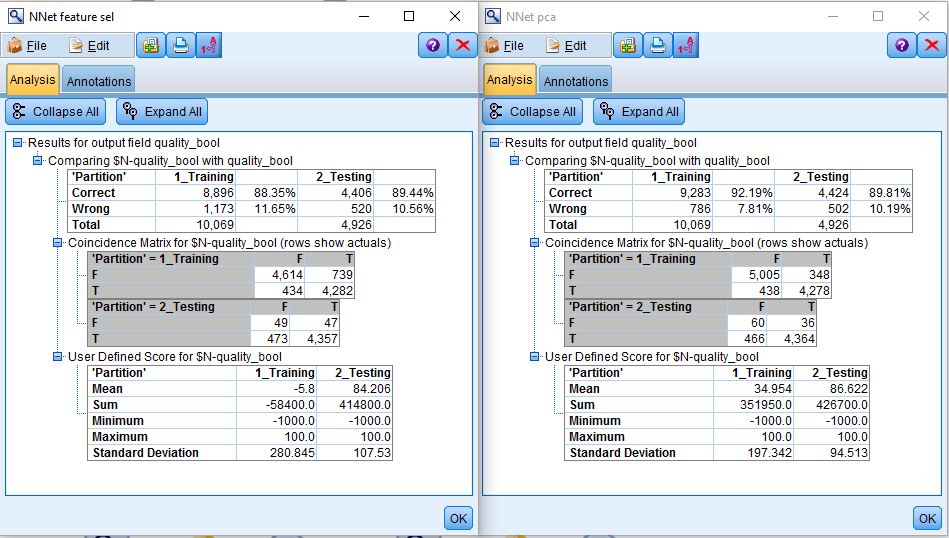 NNet feature sel
File Edit
Analysis Annotations
Collapse All Expand All
Results for output field quality_bool
Comparing $N-quality_bool with quality_bool
'Partition' 1_Training 2_Testing
Correct 8,896 88.35% 4,406 89.44%
Wrong 1,173 11.65% 520 10.56%
Total 10,069 4,926
Coincidence Matrix for $N-quality_bool (rows show actuals)
'Partition' = 1_Training F T
F 4,614 739
T 434 4,282
'Partition' = 2_Testing F T
F 49 47
T 473 4,357
User Defined Score for $N-quality_bool
'Partition' 1_Training 2_Testing
Mean -5.8 84.206
Sum -58400.0 414800.0
Minimum -1000.0 -1000.0
Maximum 100.0 100.0
Standard Deviation 280.845 107.53
OK
NNet pca
File Edit
Analysis Annotations
Collapse All Expand All
Results for output field quality_bool
Comparing $N-quality_bool with quality_bool
'Partition' 1_Training 2_Testing
Correct 9,283 92.19% 4,424 89.81%
Wrong 786 7.81% 502 10.19%
Total 10,069 4,926
Coincidence Matrix for $N-quality_bool (rows show actuals)
'Partition' = 1_Training F T
F 5,005 348
T 438 4,278
'Partition' = 2_Testing F T
F 60 36
T 466 4,364
User Defined Score for $N-quality_bool
'Partition' 1_Training 2_Testing
Mean 34.954 86.622
Sum 351950.0 426700.0
Minimum -1000.0 -1000.0
Maximum 100.0 100.0
Standard Deviation 197.342 94.513
OK